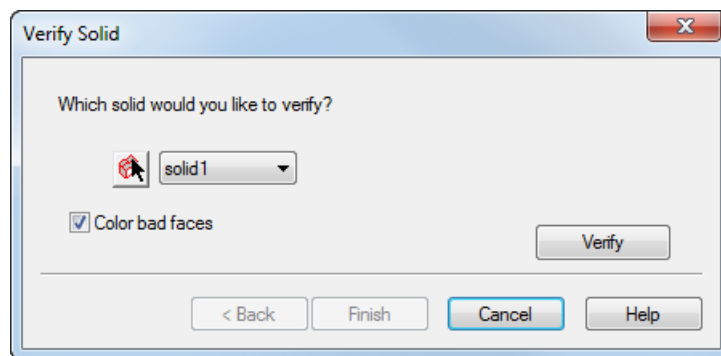 Verify Solid
Which solid would you like to verify?
solid1
Color bad faces
Verify
< Back Finish Cancel Help